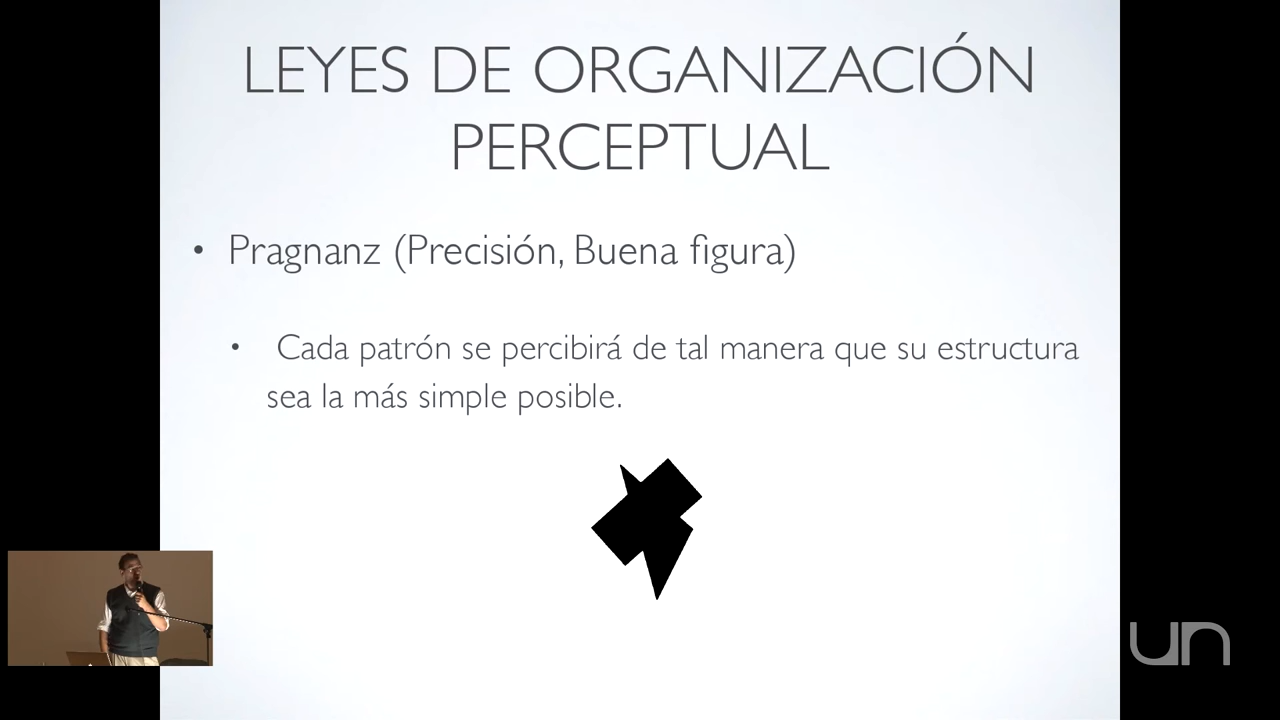 LEYES DE ORGANIZACIÓN
PERCEPTUAL
• Pragnanz (Precisión, Buena figura)
• Cada patrón se percibirá de tal manera que su estructura
sea la más simple posible.
un